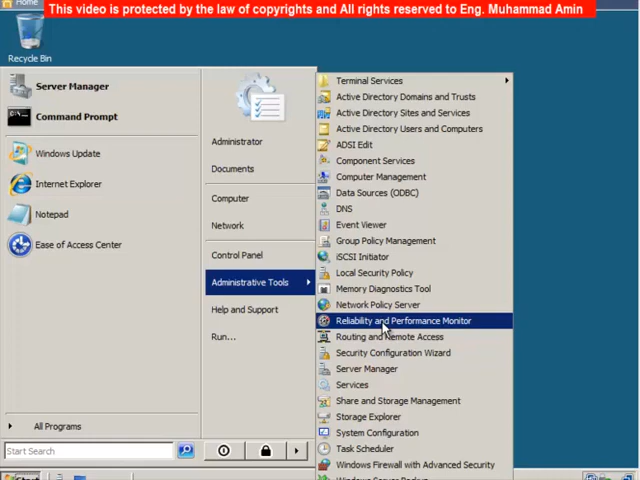 Home
This video is protected by the law of copyrights and All rights reserved to Eng. Muhammad Amin
Recycle Bin
Server Manager
Command Prompt
Windows Update
Internet Explorer
Notepad
Ease of Access Center
All Programs
Start Search
Administrator
Documents
Computer
Network
Control Panel
Administrative Tools
Help and Support
Run...
Terminal Services
Active Directory Domains and Trusts
Active Directory Sites and Services
Active Directory Users and Computers
ADSI Edit
Component Services
Computer Management
Data Sources (ODBC)
DNS
Event Viewer
Group Policy Management
iSCSI Initiator
Local Security Policy
Memory Diagnostics Tool
Network Policy Server
Reliability and Performance Monitor
Routing and Remote Access
Security Configuration Wizard
Server Manager
Services
Share and Storage Management
Storage Explorer
System Configuration
Task Scheduler
Windows Firewall with Advanced Security